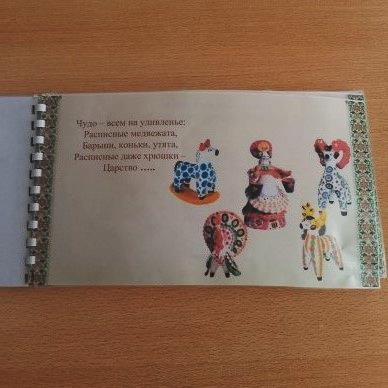 Чудо – всем на удивленье:
Расписные медвежата,
Барыни, коньки, утята,
Расписные даже хрюшки –
Царство .....